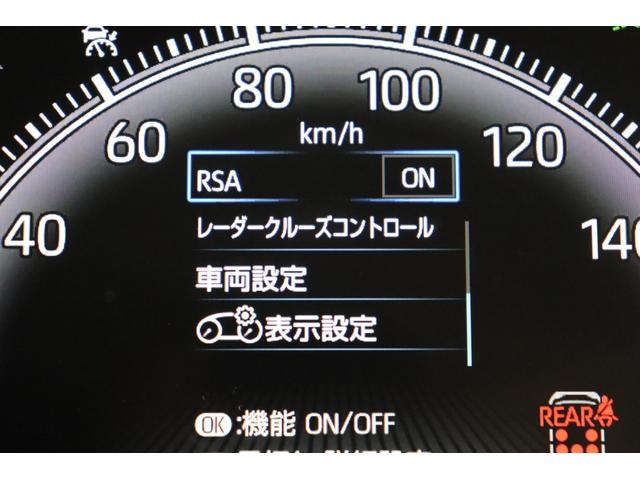 80 100
60 km/h 120
RSA ON
40 レーダークルーズコントロール 140
車両設定
表示設定
OK:機能 ON/OFF
REAR